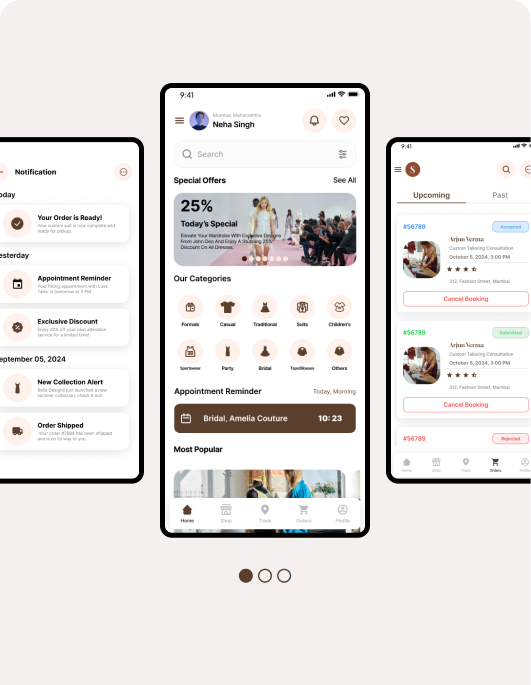 Notification
oday
Your Order is Ready!
Your custom suit is now complete and
ready for pickup.
esterday
Appointment Reminder
Your fitting appointment with Luxe
is tomorrow at 3 PM
Exclusive Discount
Enjoy 20% off your next alteration
service for a limited time!
eptember 05, 2024
New Collection Alert
Bella Designs just launched a new
summer collection, check it out!
Order Shipped
Your order #7894 has been shipped
and is on its way to you.
9:41
Mumbai, Maharashtra
Neha Singh
Search
Special Offers
See All
25%
Today's Special
Elevate Your Wardrobe With Exclusive Designs
From John Deo And Enjoy A Stunning 25%
Discount On All Dresses.
Our Categories
Formals
Casual
Traditional
Suits
Children's
Sportswear
Party
Bridal
Tops/Blouses
Others
Appointment Reminder
Today, Morning
Bridal, Amelia Couture
10: 23
Most Popular
Home
Shop
Track
Orders
Profile
9:41
S
Upcoming
Past
#56789
Accepted
Arjun Verma
Custom Tailoring Consultation
October 5, 2024, 3:00 PM
212, Fashion Street, Mumbai
Cancel Booking
#56789
Submitted
Arjun Verma
Custom Tailoring Consultation
October 5, 2024, 3:00 PM
212, Fashion Street, Mumbai
Cancel Booking
#56789
Rejected
Home
Shop
Track
Orders
Profile